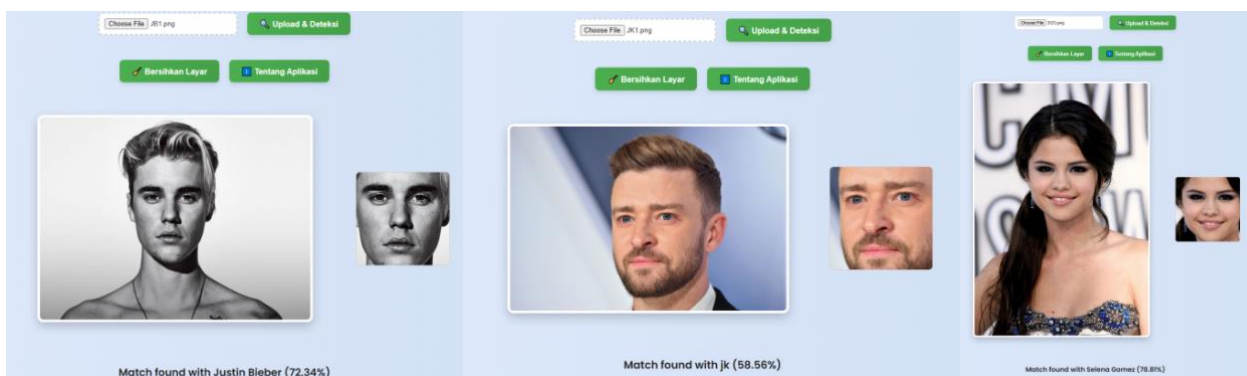 Choose File JB1.png
Upload & Deteksi
Bersihkan Layar
Tentang Aplikasi
Match found with Justin Bieber (72.34%)
Choose File JK1.png
Upload & Deteksi
Bersihkan Layar
Tentang Aplikasi
Match found with jk (58.56%)
Choose File
Upload & Deteksi
Bersihkan Layar
Tentang Aplikasi
Match found with Selena Gomez